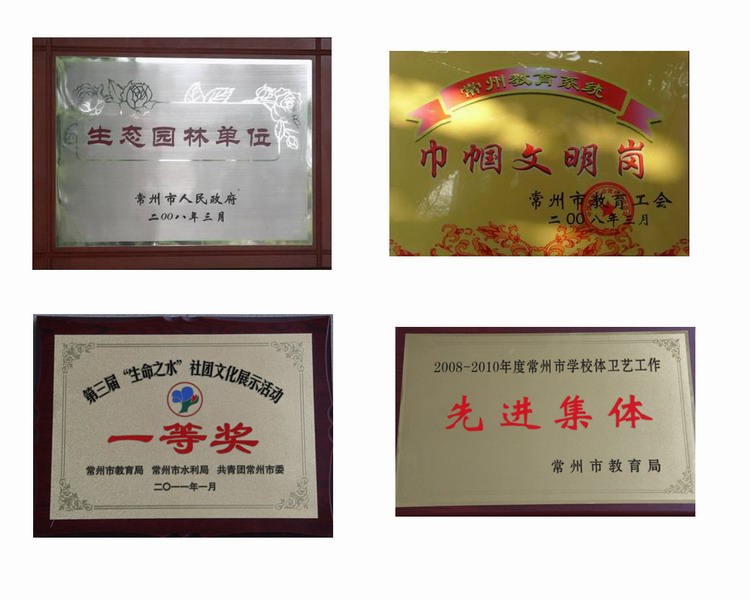 生态园林单位
常州市人民政府
二00八年三月
常州教育系统
巾帼文明岗
常州市教育工会
二00八年三月
第三届“生命之水”社团文化展示活动
一等奖
常州市教育局 常州市水利局 共青团常州市委
二〇一一年一月
2008-2010年度常州市学校体卫艺工作
先进集体
常州市教育局